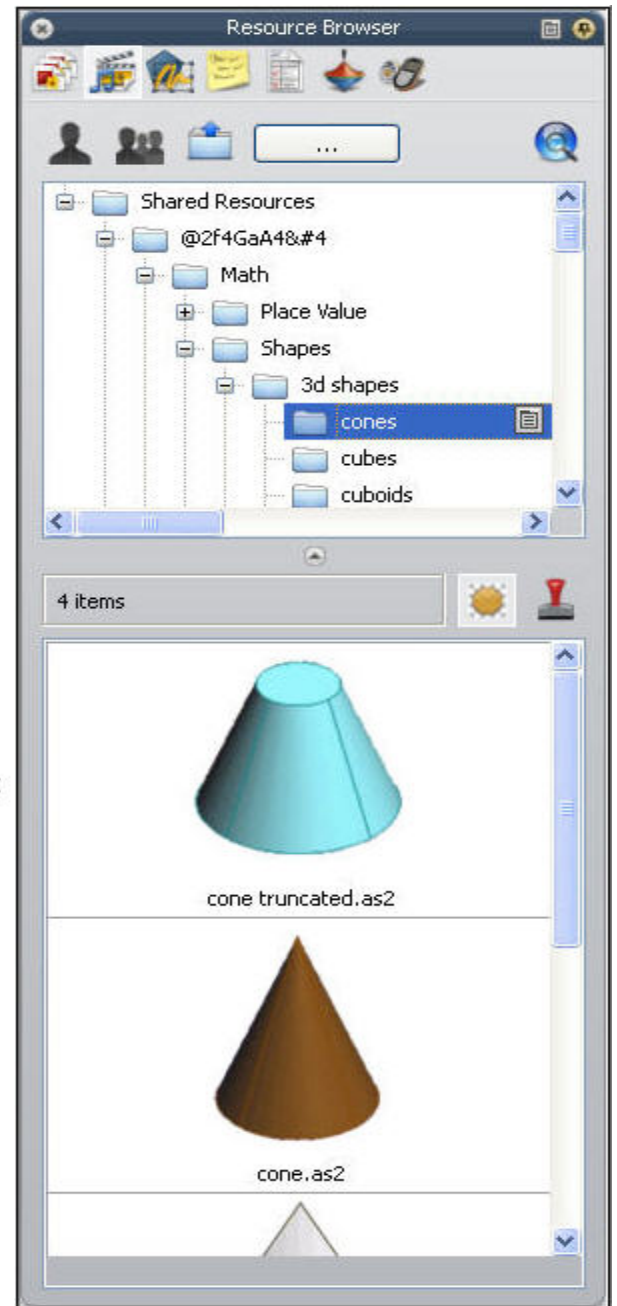 Resource Browser
...
Shared Resources
@2f4GaA4&#4
Math
Place Value
Shapes
3d shapes
cones
cubes
cuboids
4 items
cone truncated.as2
cone.as2